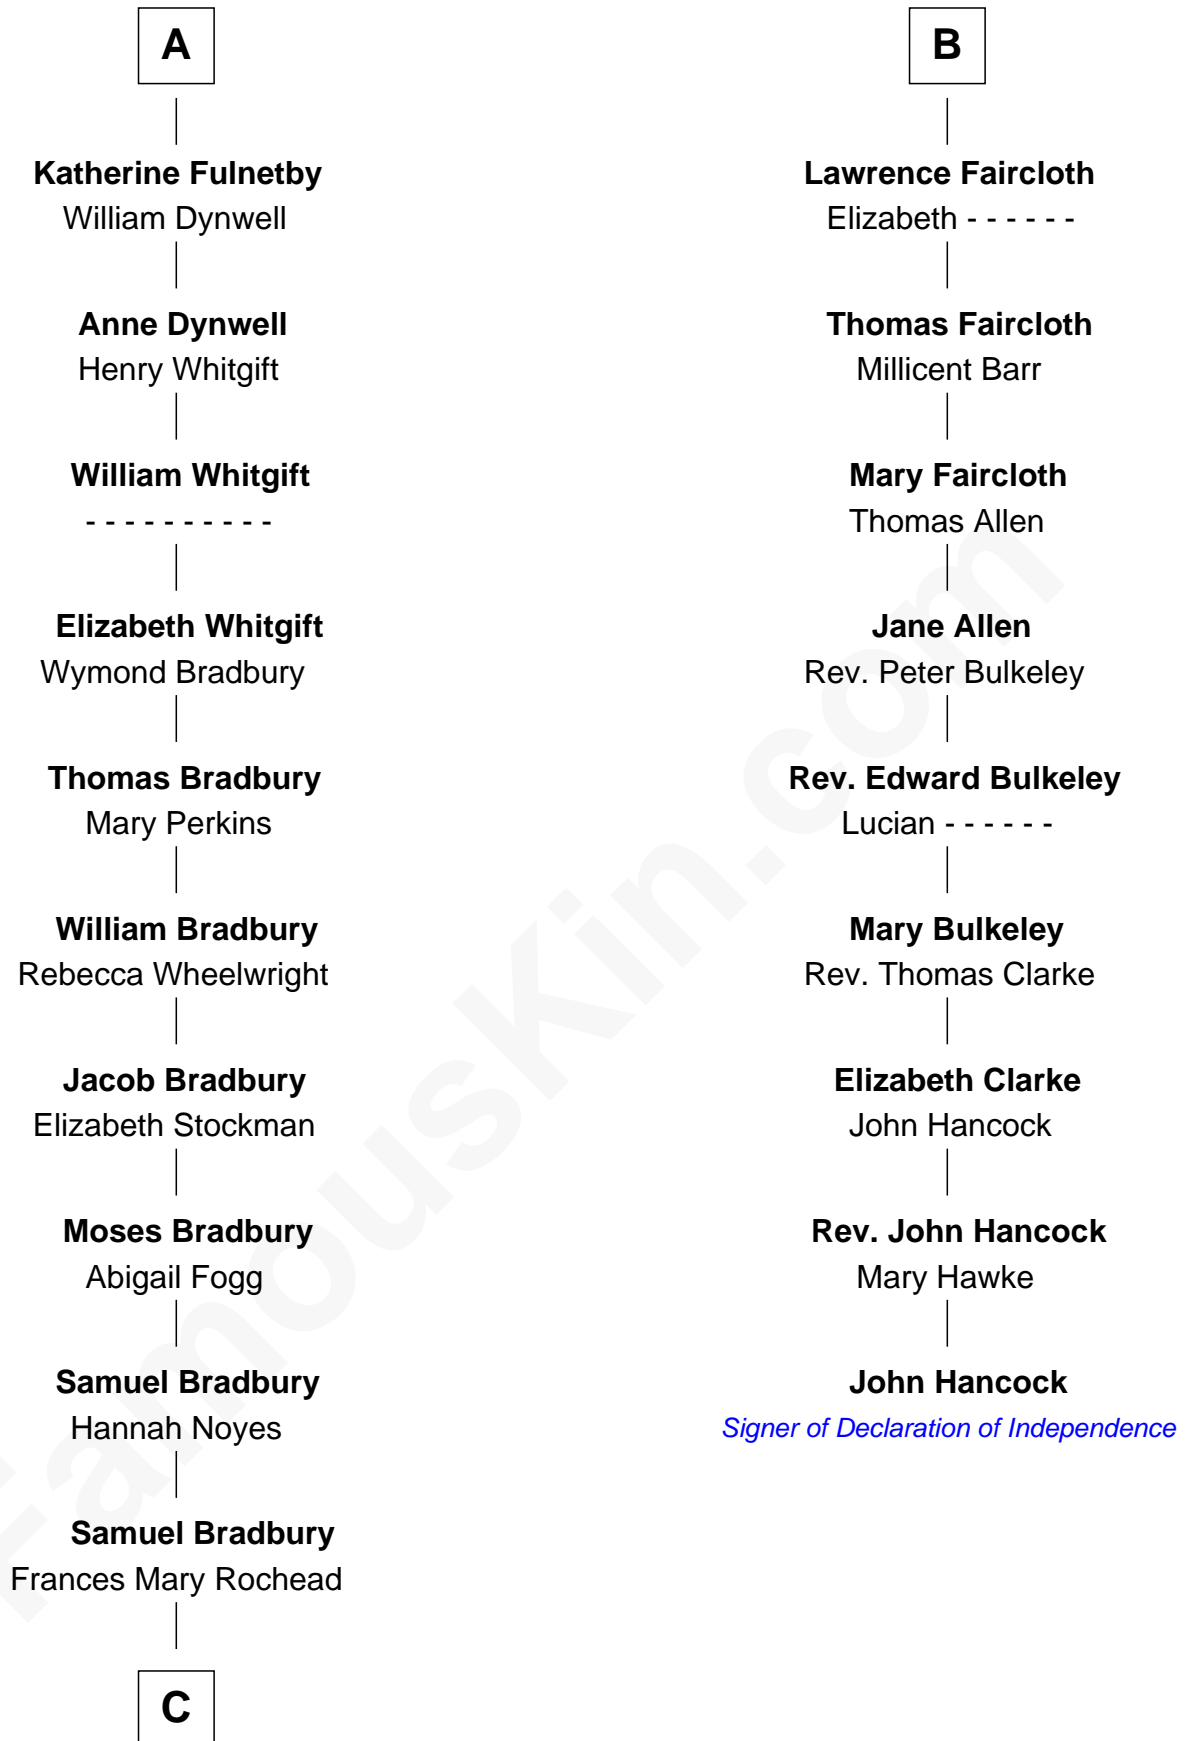 A
Katherine Fulnetby
William Dynwell
Anne Dynwell
Henry Whitgift
William Whitgift
- - - - - - - - - -
Elizabeth Whitgift
Wymond Bradbury
Thomas Bradbury
Mary Perkins
William Bradbury
Rebecca Wheelwright
Jacob Bradbury
Elizabeth Stockman
Moses Bradbury
Abigail Fogg
Samuel Bradbury
Hannah Noyes
Samuel Bradbury
Frances Mary Rochead
C
B
Lawrence Faircloth
Elizabeth - - - - - -
Thomas Faircloth
Millicent Barr
Mary Faircloth
Thomas Allen
Jane Allen
Rev. Peter Bulkeley
Rev. Edward Bulkeley
Lucian - - - - - -
Mary Bulkeley
Rev. Thomas Clarke
Elizabeth Clarke
John Hancock
Rev. John Hancock
Mary Hawke
John Hancock
Signer of Declaration of Independence
FamousKin.com